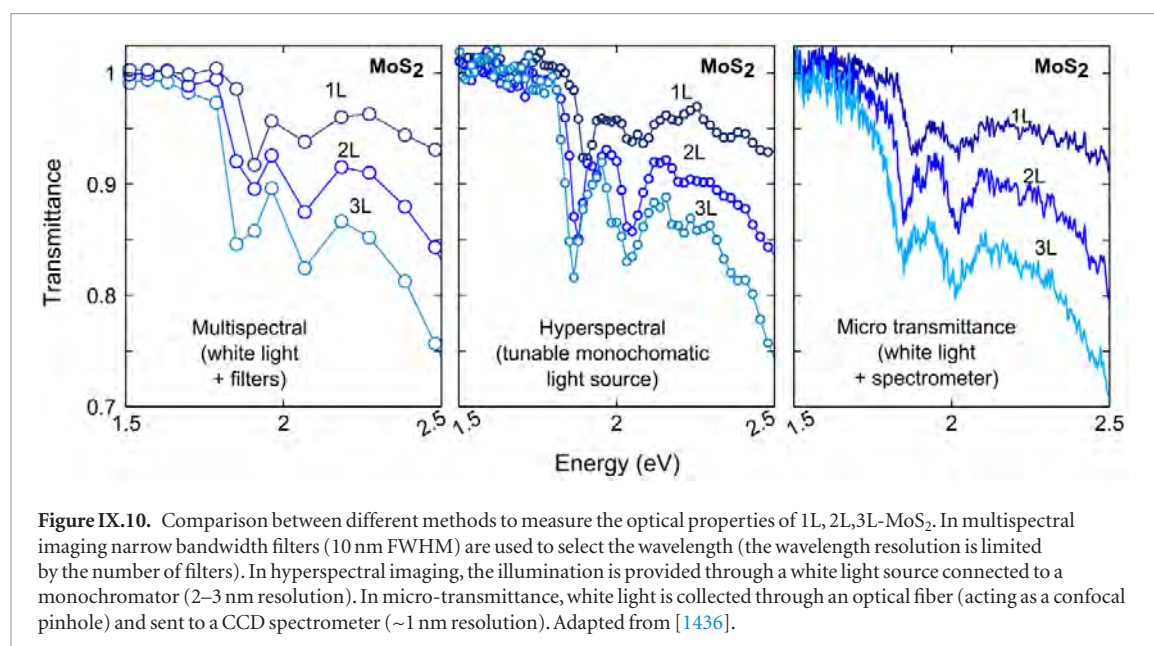 MoS2
MoS2
MoS2
1
0.9
0.8
0.7
Transmittance
1L
2L
3L
Multispectral
(white light
+ filters)
1.5
2
2.5
1L
2L
3L
Hyperspectral
(tunable monochomatic
light source)
1.5
2
2.5
1L
2L
3L
Micro transmittance
(white light
+ spectrometer)
1.5
2
2.5
Energy (eV)
Figure IX.10. Comparison between different methods to measure the optical properties of 1L, 2L,3L-MoS2. In multispectral
imaging narrow bandwidth filters (10 nm FWHM) are used to select the wavelength (the wavelength resolution is limited
by the number of filters). In hyperspectral imaging, the illumination is provided through a white light source connected to a
monochromator (2–3 nm resolution). In micro-transmittance, white light is collected through an optical fiber (acting as a confocal
pinhole) and sent to a CCD spectrometer (~1 nm resolution). Adapted from [1436].